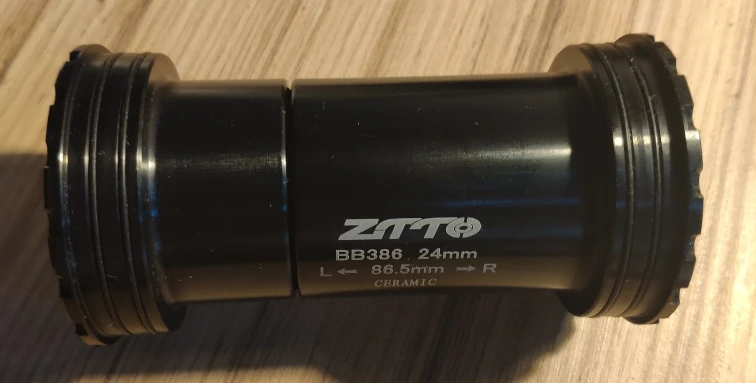 ZTTO
BB386 24mm
L ← 86.5mm → R
CERAMIC